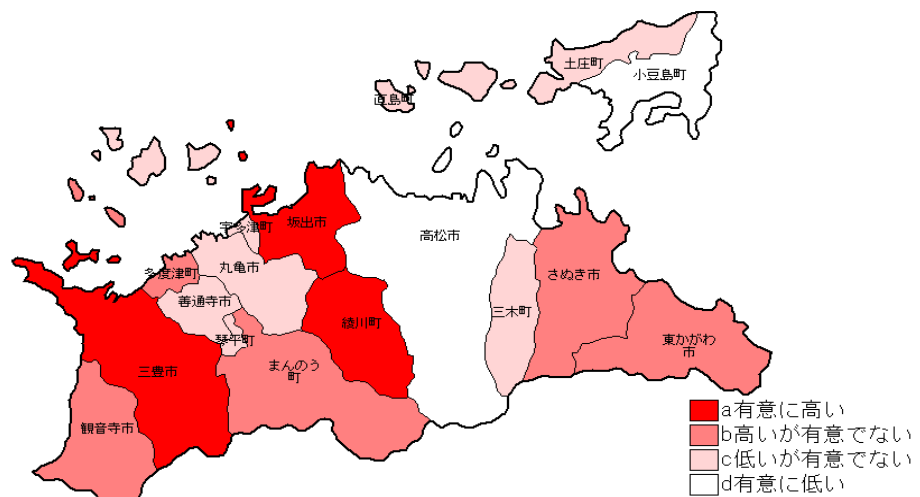 土庄町
小豆島町
直島町
宇多津町
坂出市
高松市
多度津町
丸亀市
さぬき市
善通寺市
三木町
綾川町
琴平町
東かがわ
市
まんのう
町
三豊市
観音寺市
a有意に高い
b高いが有意でない
c低いが有意でない
d有意に低い